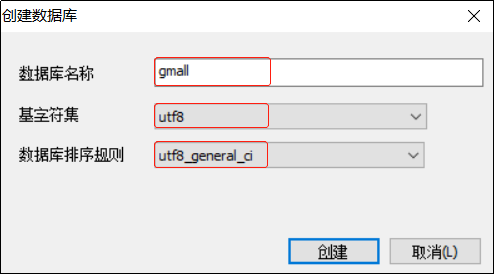 创建数据库
数据库名称
gmall
基字符集
utf8
数据库排序规则
utf8_general_ci
创建
取消(L)